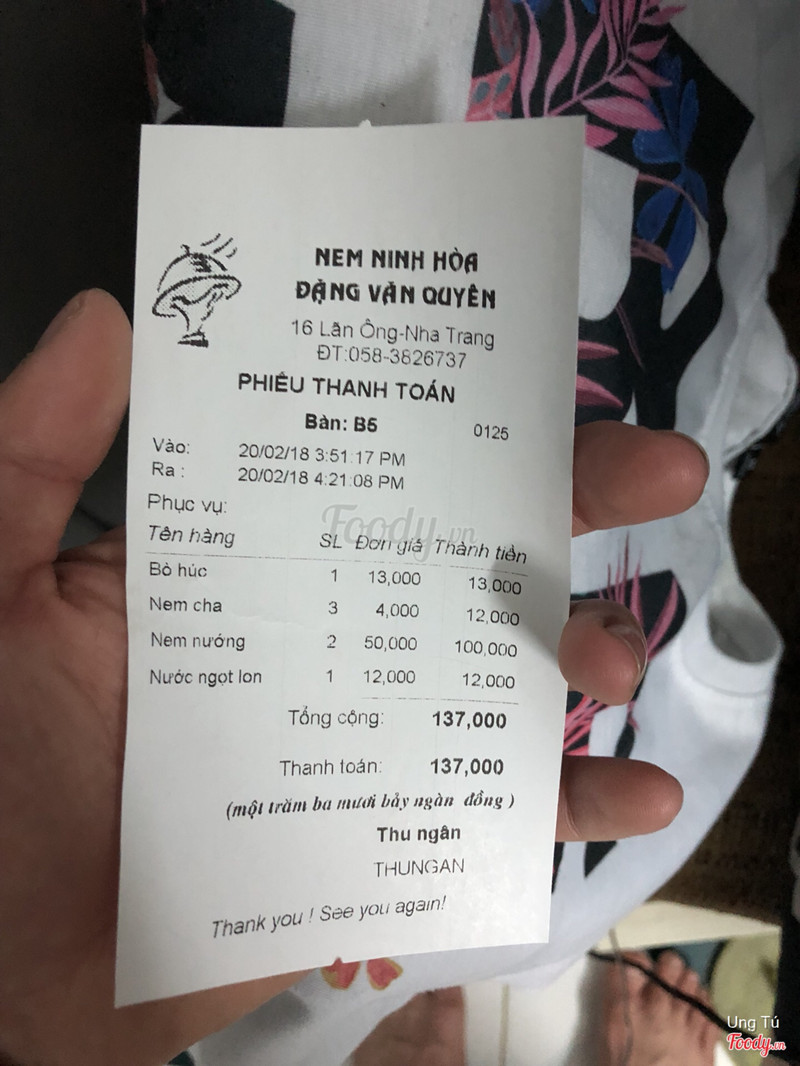 NEM NINH HÒA
ĐẶNG VĂN QUYÊN
16 Lãn Ông-Nha Trang
ĐT:058-3826737
PHIẾU THANH TOÁN
Bàn: B5 0125
Vào: 20/02/18 3:51:17 PM
Ra : 20/02/18 4:21:08 PM
Phục vụ:
Foody.vn
Tên hàng SL Đơn giá Thành tiền
Bò húc 1 13,000 13,000
Nem cha 3 4,000 12,000
Nem nướng 2 50,000 100,000
Nước ngọt lon 1 12,000 12,000
Tổng cộng: 137,000
Thanh toán: 137,000
(một trăm ba mươi bảy ngàn đồng )
Thu ngân
THUNGAN
Thank you ! See you again!
Ung Tú
Foody.vn